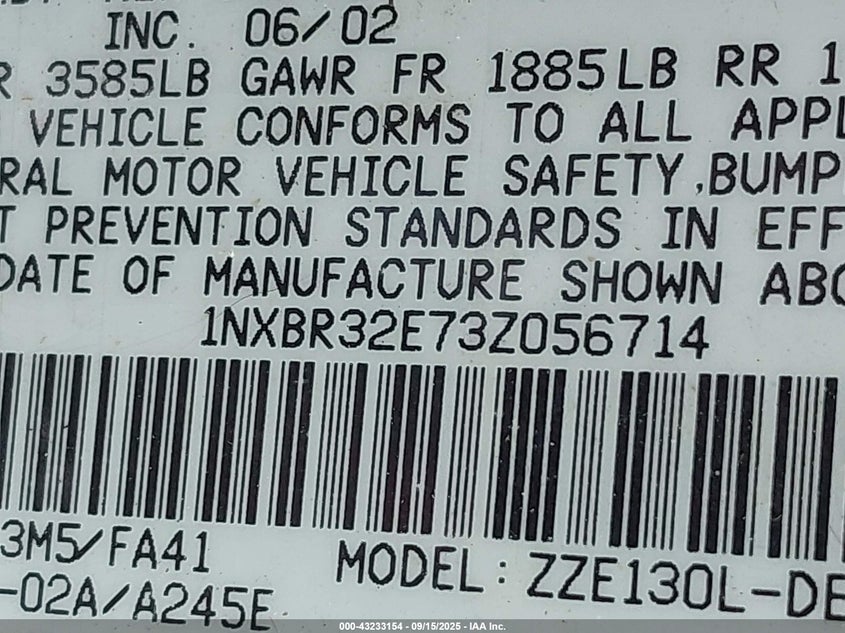 INC. 06/02
3585LB GAWR FR 1885LB RR 1
VEHICLE CONFORMS TO ALL APPL
RAL MOTOR VEHICLE SAFETY,BUMP
T PREVENTION STANDARDS IN EFF
DATE OF MANUFACTURE SHOWN ABO
1NXBR32E73Z056714
3M5/FA41
MODEL: ZZE130L-DE
-02A/A245E
000-43233154 - 09/15/2025 - IAA Inc.